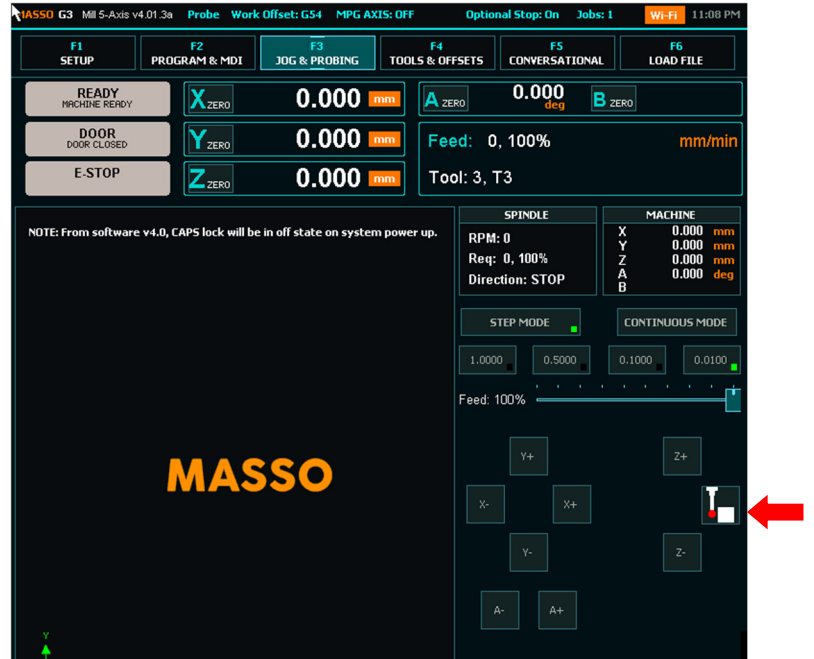 MASSO G3 Mill 5-Axis v4.01.3a Probe Work Offset: G54 MPG AXIS: OFF Optional Stop: On Jobs: 1 Wi-Fi 11:08 PM
F1 F2 F3 F4 F5 F6
SETUP PROGRAM & MDI JOG & PROBING TOOLS & OFFSETS CONVERSATIONAL LOAD FILE
READY
MACHINE READY
X ZERO 0.000 mm
A ZERO 0.000 deg B ZERO
DOOR
DOOR CLOSED
Y ZERO 0.000 mm
Feed: 0, 100% mm/min
E-STOP
Z ZERO 0.000 mm
Tool: 3, T3
NOTE: From software v4.0, CAPS lock will be in off state on system power up.
SPINDLE
RPM: 0
Req: 0, 100%
Direction: STOP
MACHINE
X 0.000 mm
Y 0.000 mm
Z 0.000 mm
A 0.000 deg
B
STEP MODE CONTINUOUS MODE
1.0000 0.5000 0.1000 0.0100
Feed: 100%
MASSO
Y+ Z+
X- X+
Y- Z-
A- A+
Y